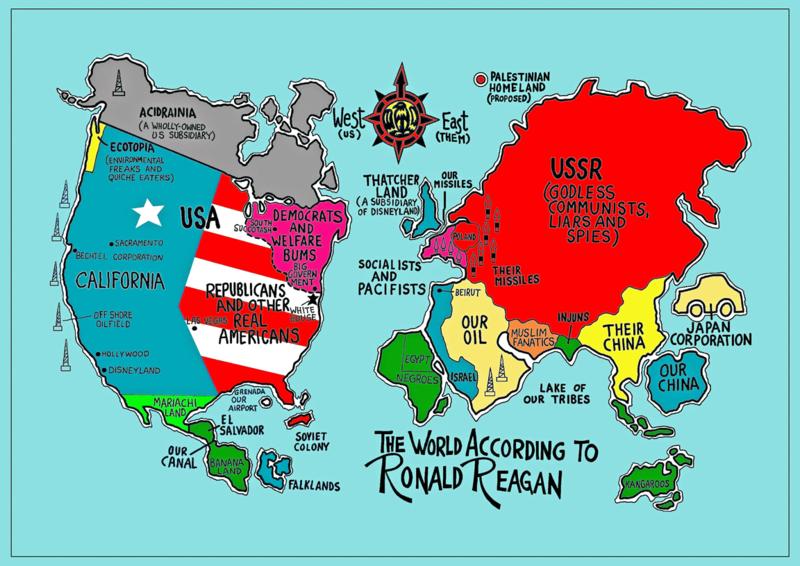 ACIDRAINIA
(A WHOLLY-OWNED
US SUBSIDIARY)
ECOTOPIA
(ENVIRONMENTAL
FREAKS AND
QUICHE EATERS)
USA
SACRAMENTO
BECHTEL CORPORATION
CALIFORNIA
OFF SHORE
OILFIELD
HOLLYWOOD
DISNEYLAND
LAS VEGAS
SOUTH
SUCCOTASH
DEMOCRATS
AND
WELFARE
BUMS
BIG
GOVERN
MENT
REPUBLICANS
AND OTHER
REAL
AMERICANS
WHITE
HOUSE
MARIACHI
LAND
GRENADA
OUR
AIRPORT
EL
SALVADOR
OUR
CANAL
SOVIET
COLONY
BANANA
LAND
FALKLANDS
West
(US)
East
(THEM)
PALESTINIAN
HOMELAND
(PROPOSED)
THATCHER
LAND
(A SUBSIDIARY
OF DISNEYLAND)
OUR
MISSILES
USSR
(GODLESS
COMMUNISTS,
LIARS AND
SPIES)
POLAND
SOCIALISTS
AND
PACIFISTS
THEIR
MISSILES
BEIRUT
OUR
OIL
MUSLIM
FANATICS
INJUNS
THEIR
CHINA
JAPAN
CORPORATION
EGYPT
NEGROES
ISRAEL
LAKE OF
OUR TRIBES
OUR
CHINA
KANGAROOS
THE WORLD ACCORDING TO
RONALD REAGAN